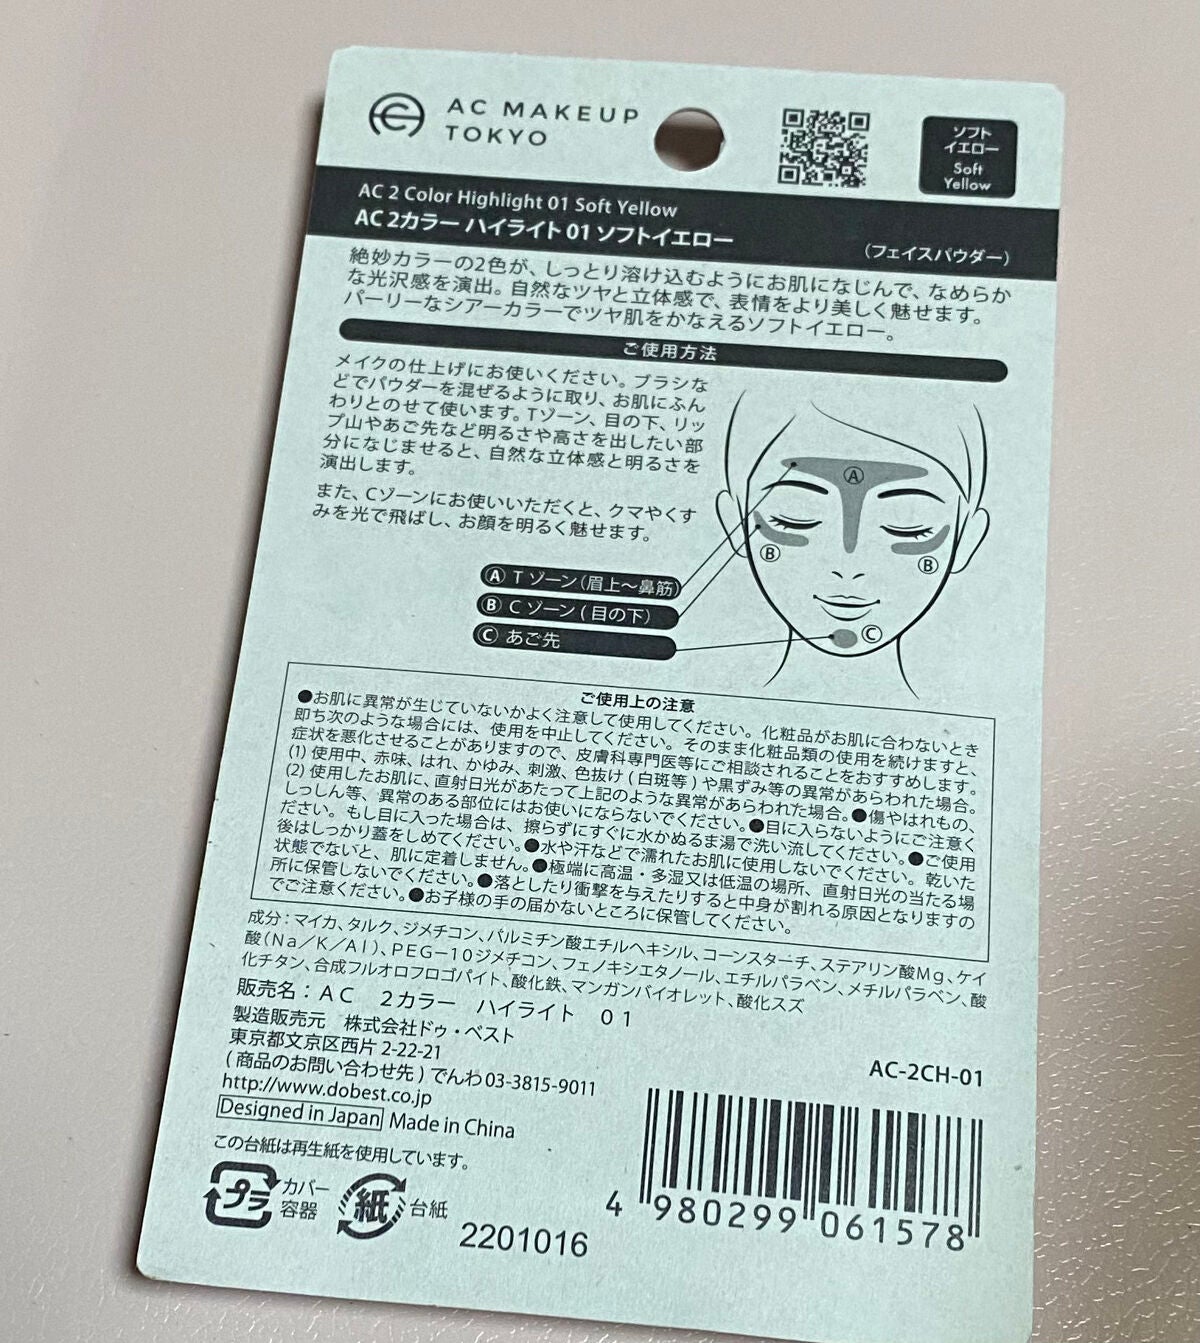 AC MAKEUP
TOKYO
ソフト
イエロー
Soft
Yellow
AC 2 Color Highlight 01 Soft Yellow
AC 2カラー ハイライト 01 ソフトイエロー
（フェイスパウダー）
絶妙カラーの2色が、しっとり溶け込むようにお肌になじんで、なめらか
な光沢感を演出。自然なツヤと立体感で、表情をより美しく魅せます。
パーリーなシアーカラーでツヤ肌をかなえるソフトイエロー。
ご使用方法
メイクの仕上げにお使いください。ブラシな
どでパウダーを混ぜるように取り、お肌にふん
わりとのせて使います。Tゾーン、目の下、リッ
プ山やあご先など明るさや高さを出したい部
分になじませると、自然な立体感と明るさを
演出します。
また、Cゾーンにお使いいただくと、クマやくす
みを光で飛ばし、お顔を明るく魅せます。
Ⓐ
Ⓑ
Ⓑ
Ⓒ
Ⓐ T ゾーン（眉上〜鼻筋）
Ⓑ C ゾーン ( 目の下）
Ⓒ あご先
ご使用上の注意
●お肌に異常が生じていないかよく注意して使用してください。化粧品がお肌に合わないとき
即ち次のような場合には、使用を中止してください。そのまま化粧品類の使用を続けますと、
症状を悪化させることがありますので、皮膚科専門医等にご相談されることをおすすめします。
(1) 使用中、赤味、はれ、かゆみ、刺激、色抜け ( 白斑等 ) や黒ずみ等の異常があらわれた場合。
(2) 使用したお肌に、直射日光があたって上記のような異常があらわれた場合。●傷やはれもの、
しっしん等、異常のある部位にはお使いにならないでください。●目に入らないようにご注意く
ださい。もし目に入った場合は、擦らずにすぐに水かぬるま湯で洗い流してください。●ご使用
後はしっかり蓋をしめてください。●水や汗などで濡れたお肌に使用しないでください。乾いた
状態でないと、肌に定着しません。●極端に高温・多湿又は低温の場所、直射日光の当たる場
所に保管しないでください。●落としたり衝撃を与えたりすると中身が割れる原因となりますの
でご注意ください。●お子様の手の届かないところに保管してください。
成分：マイカ、タルク、ジメチコン、パルミチン酸エチルヘキシル、コーンスターチ、ステアリン酸Mg、ケイ
酸（Na／K／Al）、PEG－10ジメチコン、フェノキシエタノール、エチルパラベン、メチルパラベン、酸
化チタン、合成フルオロフロゴパイト、酸化鉄、マンガンバイオレット、酸化スズ
販売名：ＡＣ　２カラー　ハイライト　０１
製造販売元　株式会社ドゥ・ベスト
東京都文京区西片 2-22-21
( 商品のお問い合わせ先 ) でんわ 03-3815-9011
http://www.dobest.co.jp
Designed in Japan Made in China
この台紙は再生紙を使用しています。
プラ カバー 容器
紙 台紙
2201016
AC-2CH-01
4 980299 061578